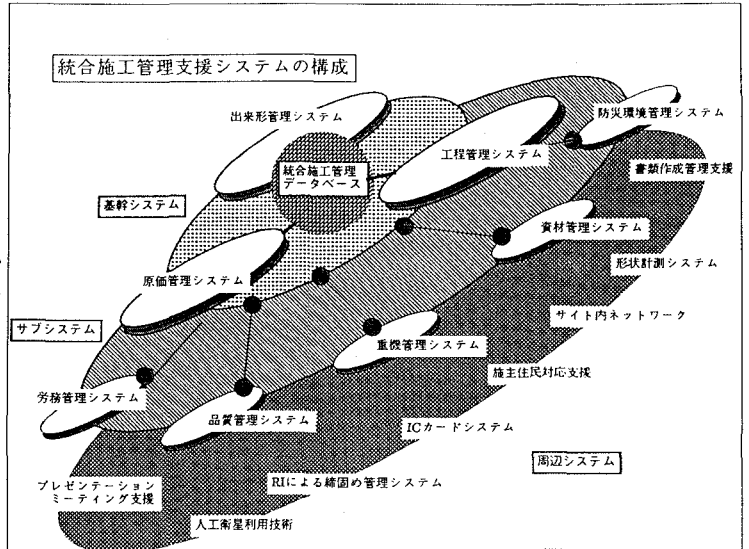 統合施工管理支援システムの構成
出来形管理システム
防災環境管理システム
工程管理システム
統合施工管理
データベース
書類作成管理支援
基幹システム
資材管理システム
形状計測システム
原価管理システム
サイト内ネットワーク
サブシステム
重機管理システム
施主住民対応支援
労務管理システム
品質管理システム
ICカードシステム
周辺システム
プレゼンテーション
ミーティング支援
RIによる締固め管理システム
人工衛星利用技術